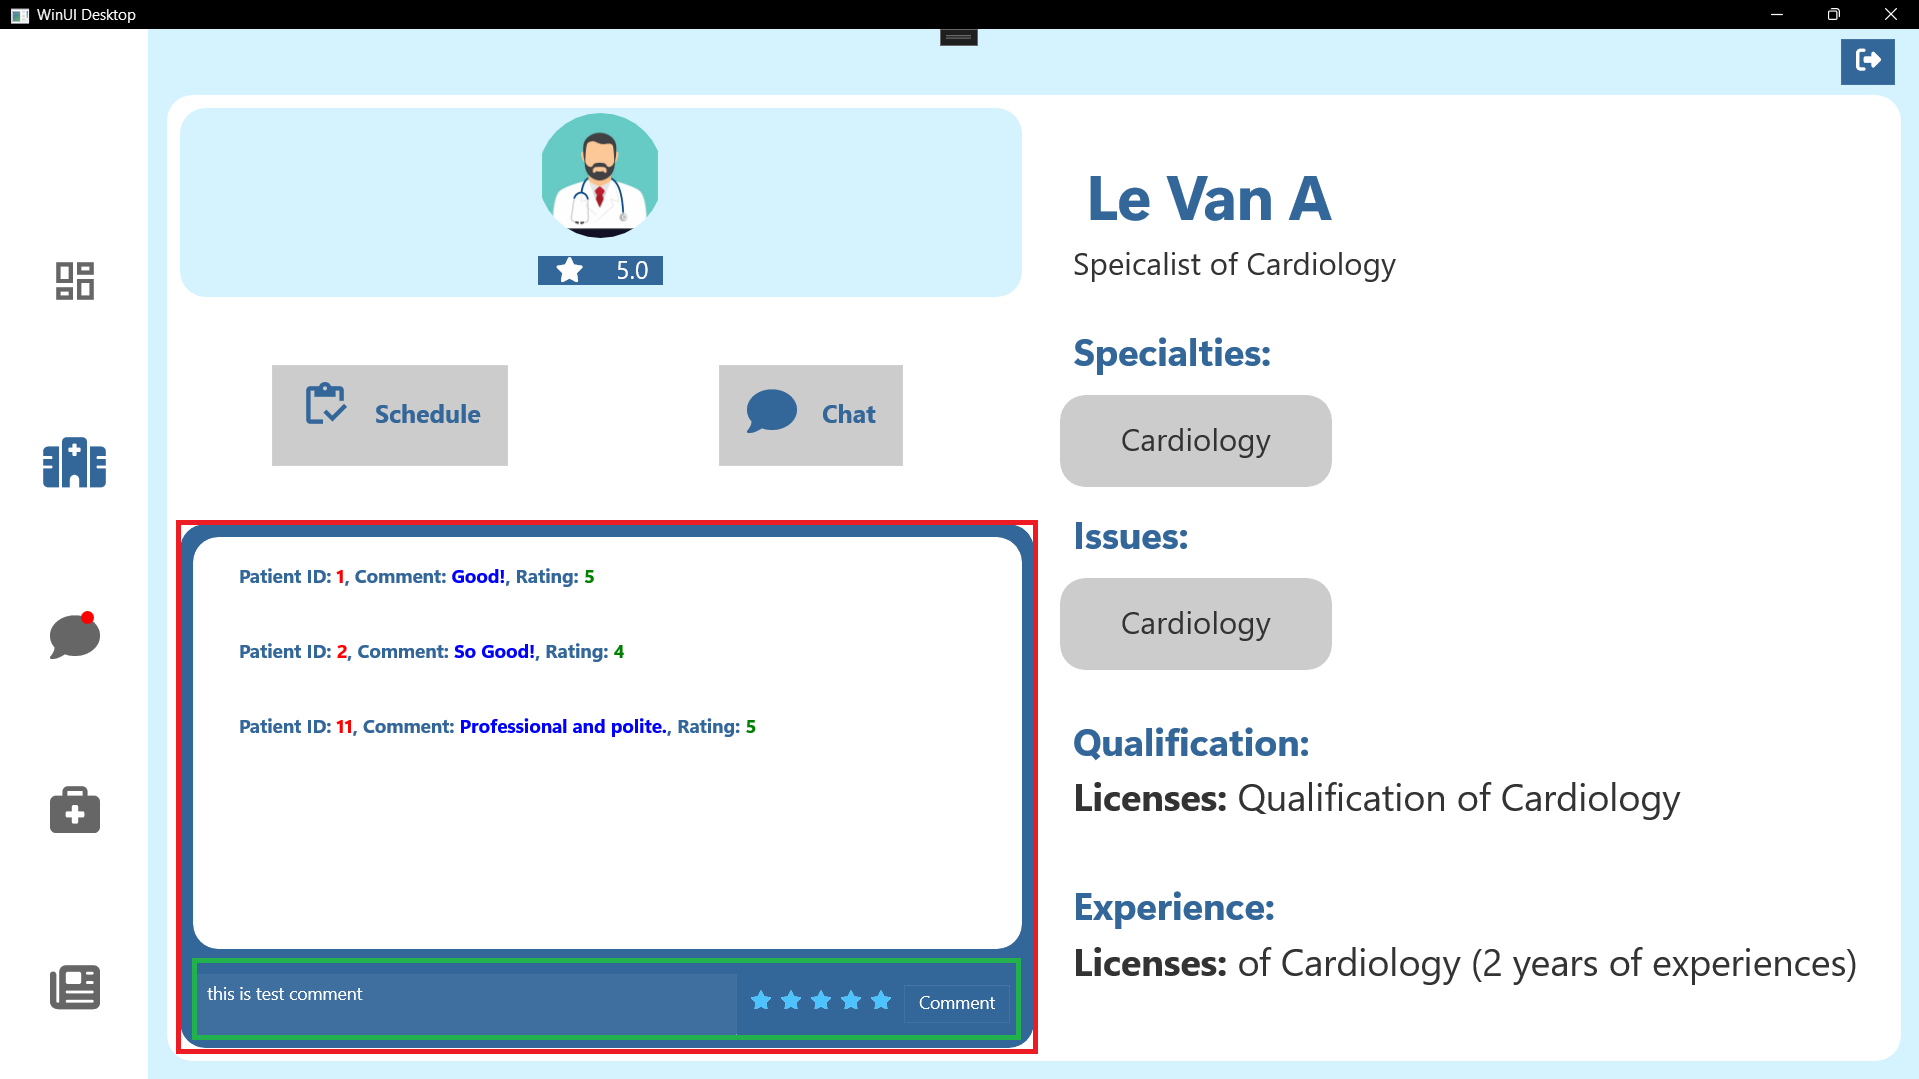 WinUI Desktop
5.0
Schedule
Chat
Patient ID: 1, Comment: Good!, Rating: 5
Patient ID: 2, Comment: So Good!, Rating: 4
Patient ID: 11, Comment: Professional and polite., Rating: 5
this is test comment
Comment
Le Van A
Speicalist of Cardiology
Specialties:
Cardiology
Issues:
Cardiology
Qualification:
Licenses: Qualification of Cardiology
Experience:
Licenses: of Cardiology (2 years of experiences)